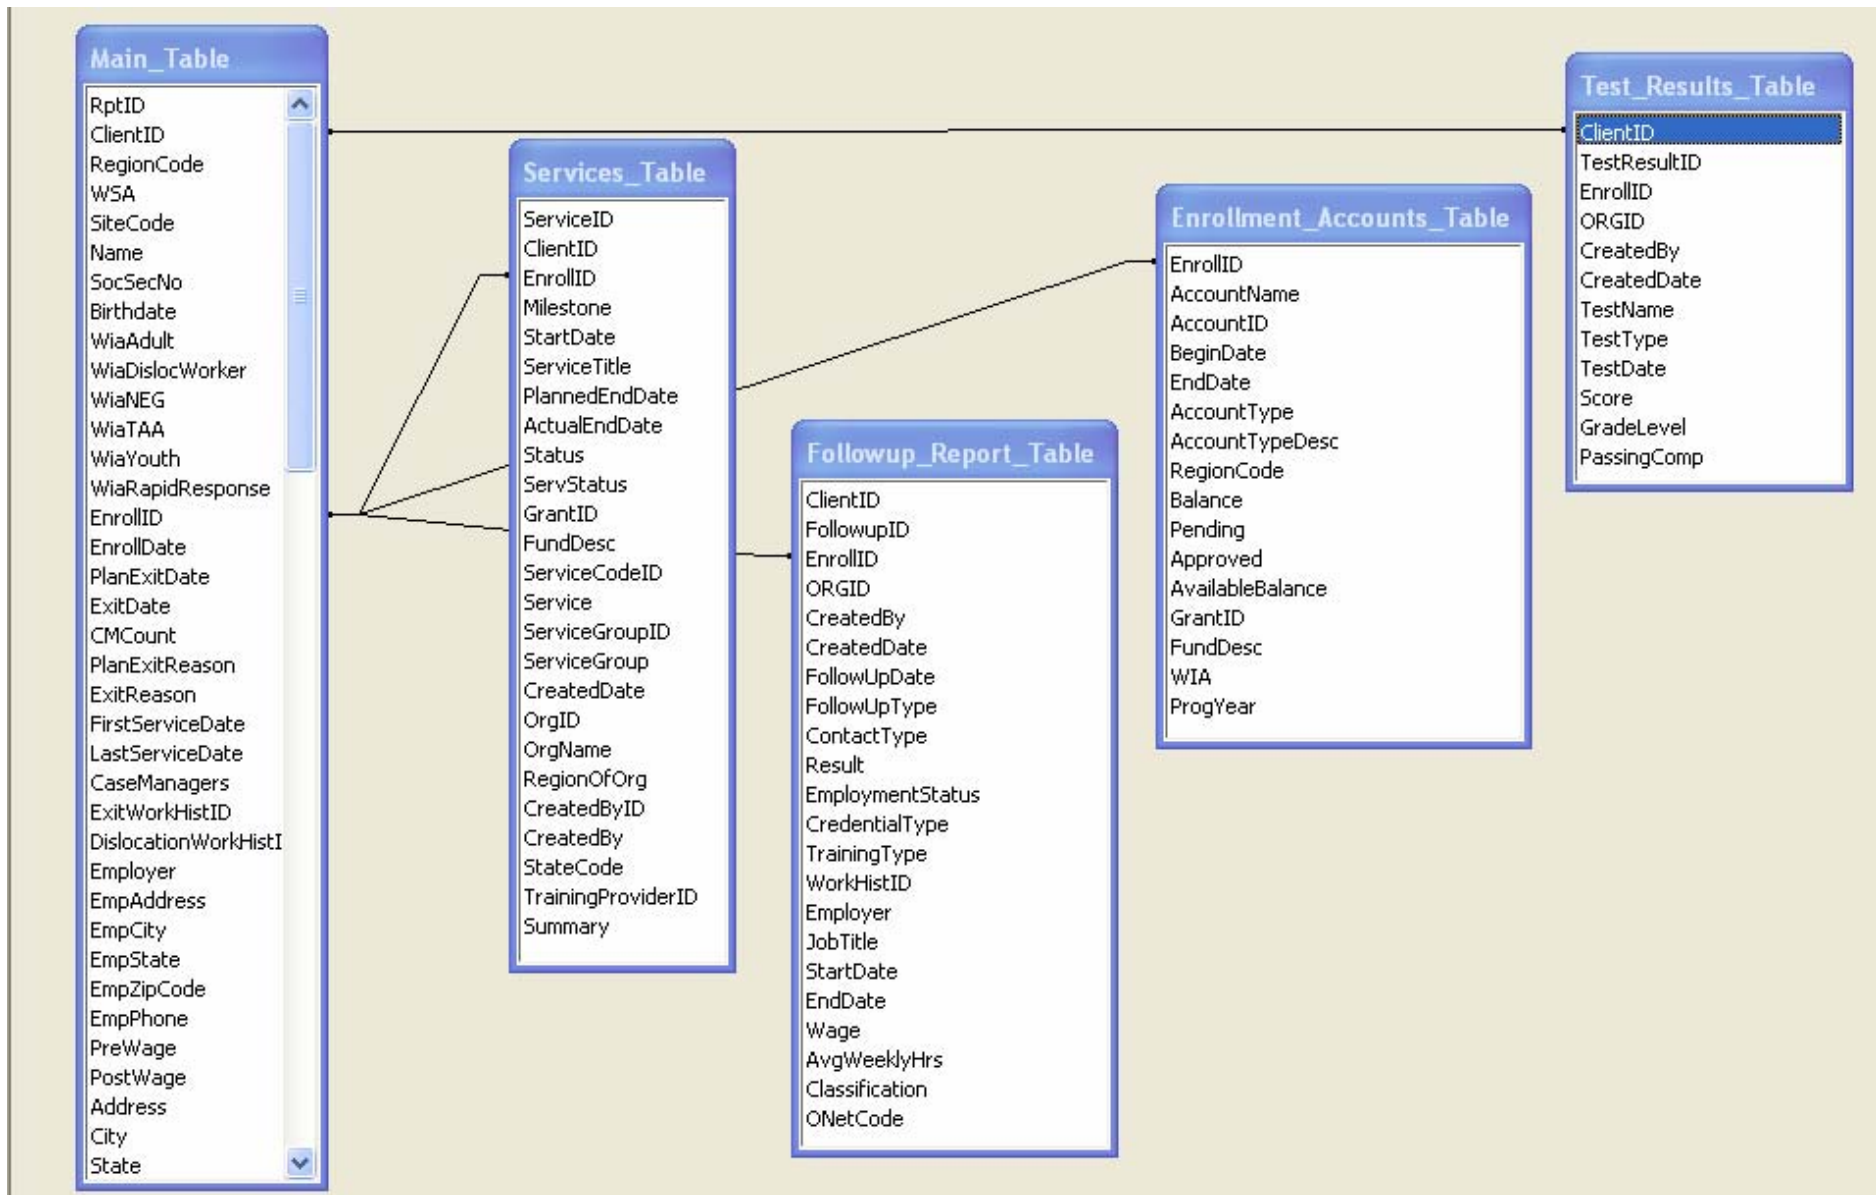 Main_Table
RptID
ClientID
RegionCode
WSA
SiteCode
Name
SocSecNo
Birthdate
WiaAdult
WiaDislocWorker
WiaNEG
WiaTAA
WiaYouth
WiaRapidResponse
EnrollID
EnrollDate
PlanExitDate
ExitDate
CMCount
PlanExitReason
ExitReason
FirstServiceDate
LastServiceDate
CaseManagers
ExitWorkHistID
DislocationWorkHistI
Employer
EmpAddress
EmpCity
EmpState
EmpZipCode
EmpPhone
PreWage
PostWage
Address
City
State
Services_Table
ServiceID
ClientID
EnrollID
Milestone
StartDate
ServiceTitle
PlannedEndDate
ActualEndDate
Status
ServStatus
GrantID
FundDesc
ServiceCodeID
Service
ServiceGroupID
ServiceGroup
CreatedDate
OrgID
OrgName
RegionOfOrg
CreatedByID
CreatedBy
StateCode
TrainingProviderID
Summary
Followup_Report_Table
ClientID
FollowupID
EnrollID
ORGID
CreatedBy
CreatedDate
FollowUpDate
FollowUpType
ContactType
Result
EmploymentStatus
CredentialType
TrainingType
WorkHistID
Employer
JobTitle
StartDate
EndDate
Wage
AvgWeeklyHrs
Classification
ONetCode
Enrollment_Accounts_Table
EnrollID
AccountName
AccountID
BeginDate
EndDate
AccountType
AccountTypeDesc
RegionCode
Balance
Pending
Approved
AvailableBalance
GrantID
FundDesc
WIA
ProgYear
Test_Results_Table
ClientID
TestResultID
EnrollID
ORGID
CreatedBy
CreatedDate
TestName
TestType
TestDate
Score
GradeLevel
PassingComp